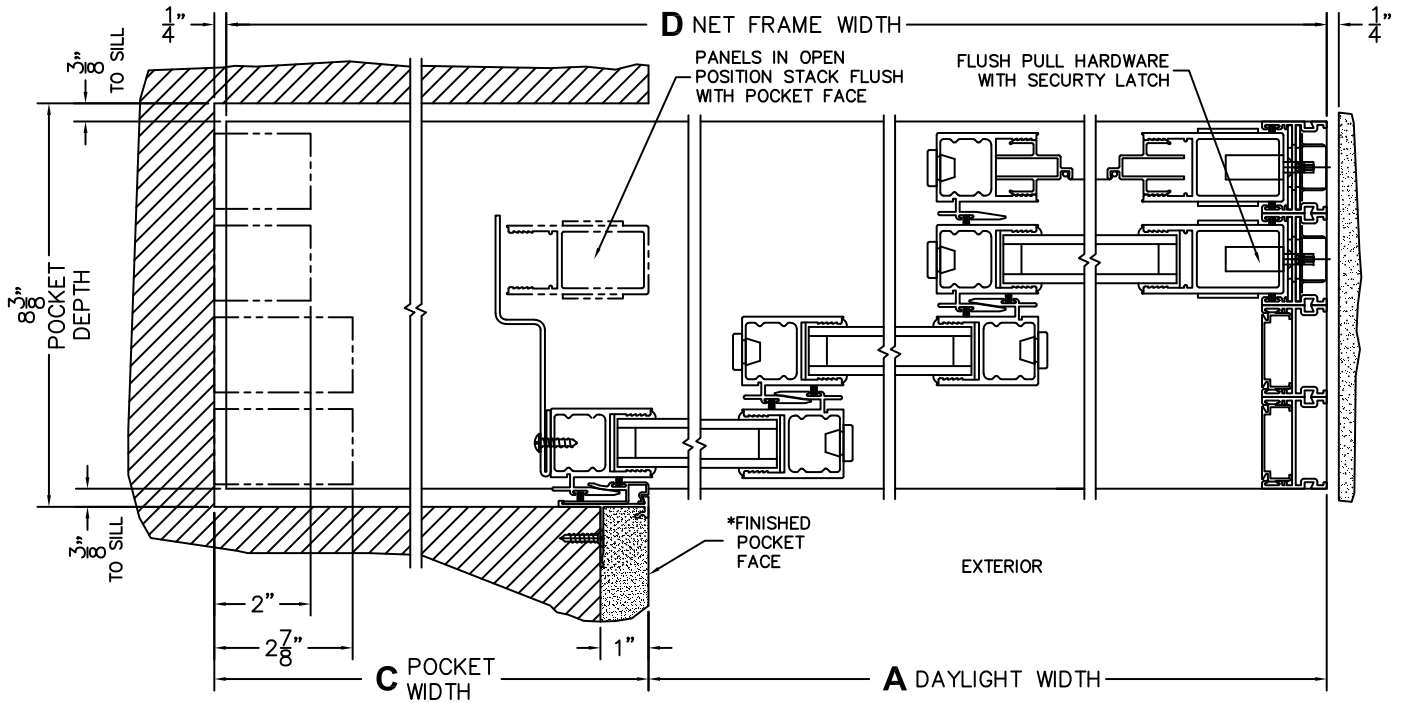 1/4"
D NET FRAME WIDTH
1/4"
3/8"
TO SILL
PANELS IN OPEN
POSITION STACK FLUSH
WITH POCKET FACE
FLUSH PULL HARDWARE
WITH SECURTY LATCH
8 3/8"
POCKET
DEPTH
3/8"
TO SILL
*FINISHED
POCKET
FACE
EXTERIOR
2"
2 7/8"
1"
C POCKET
WIDTH
A DAYLIGHT WIDTH